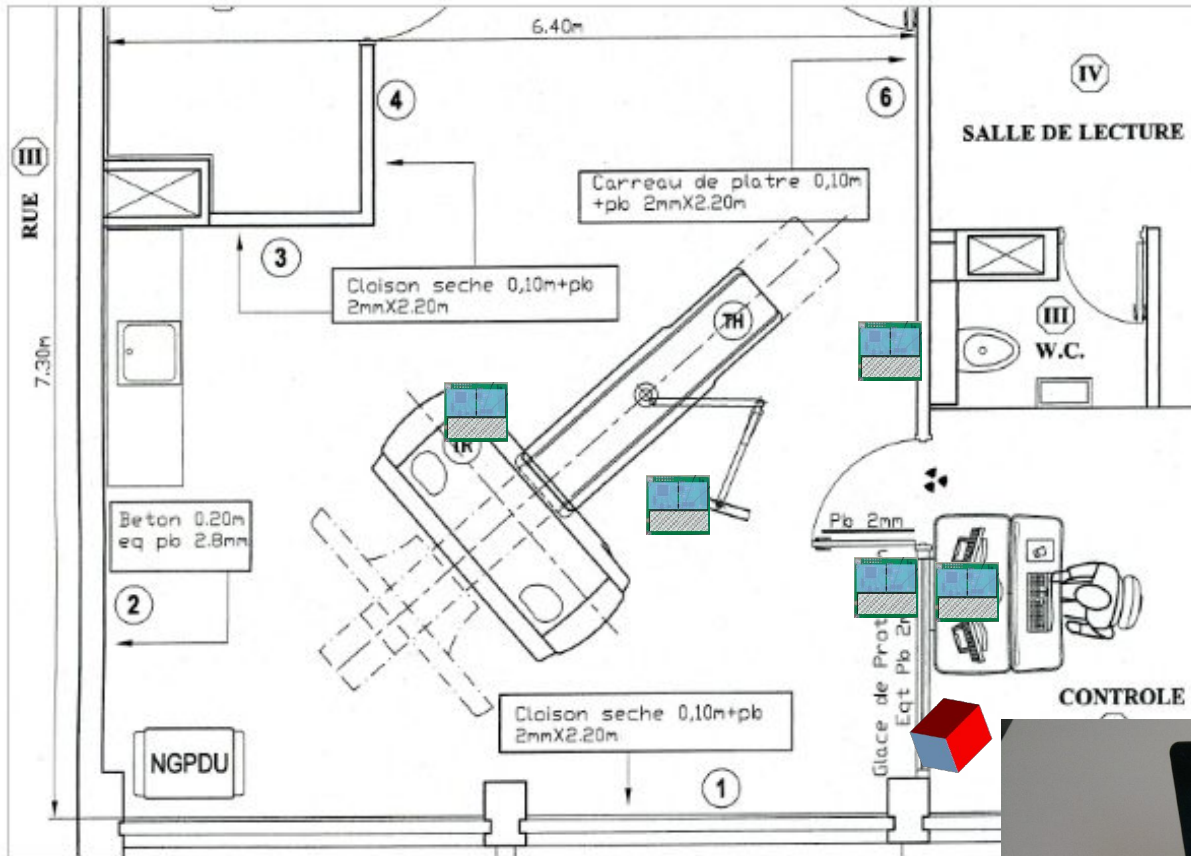 6.40m
4
6
IV
SALLE DE LECTURE
III
RUE
Carreau de platre 0,10m
+pb 2mmX2.20m
3
Cloison seche 0,10m+pb
2mmX2.20m
TH
III
W.C.
7.30m
TR
Beton 0.20m
eq pb 2.8mm
Pb 2mm
2
Glace de
Eqt Pb
CONTROLE
Cloison seche 0,10m+pb
2mmX2.20m
NGPDU
1